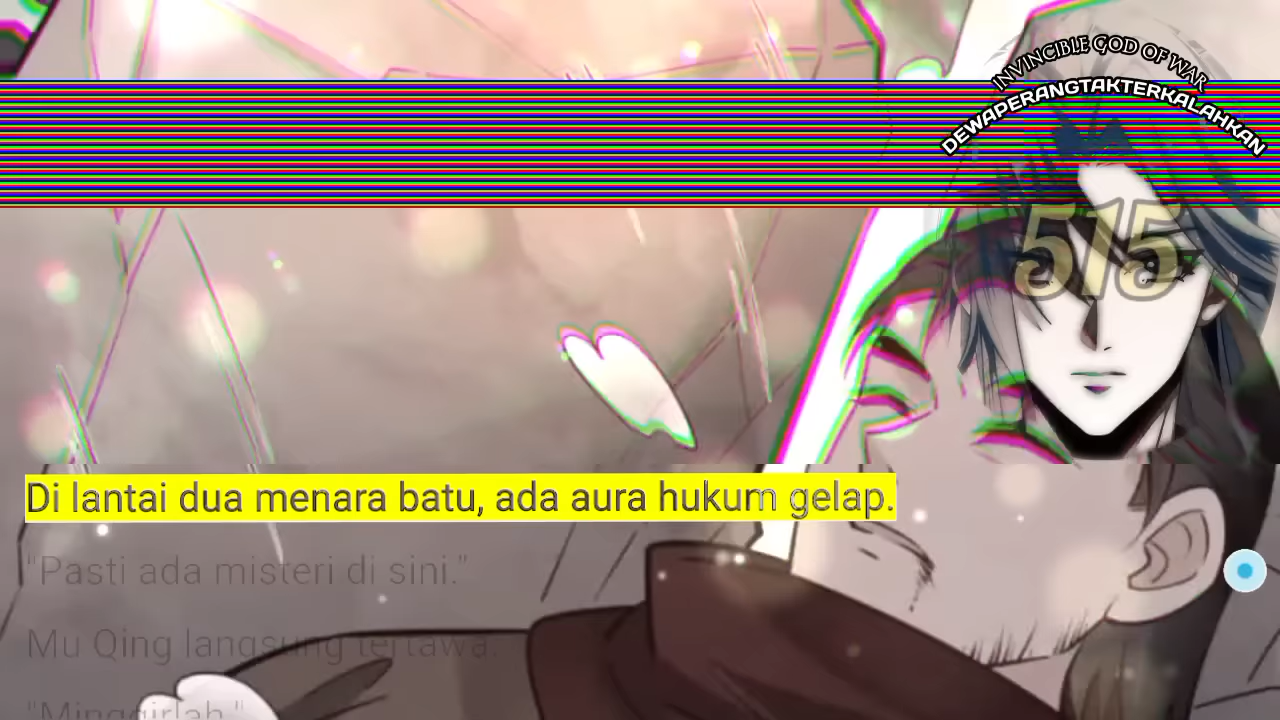 INVINCIBLE GOD OF WAR
DEWAPERANGTAKTERKALAHKAN
515
Di lantai dua menara batu, ada aura hukum gelap.
"Pasti ada misteri di sini."
Mu Qing langsung tertawa.
"Minggirlah."